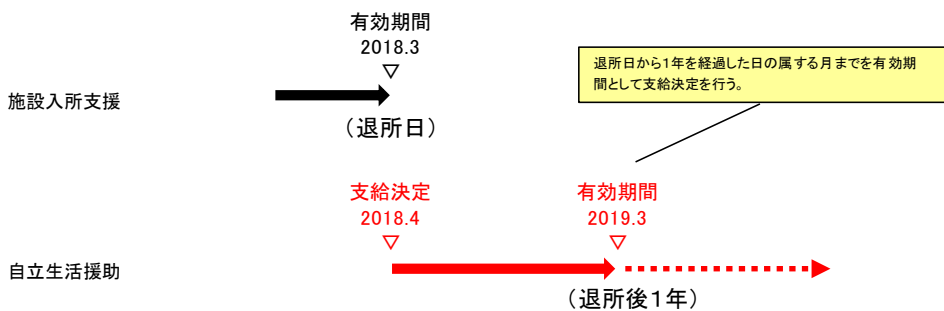 有効期間
2018.3
▽
退所日から1年を経過した日の属する月までを有効期
間として支給決定を行う。
施設入所支援
（退所日）
支給決定
2018.4
▽
有効期間
2019.3
▽
自立生活援助
（退所後１年）